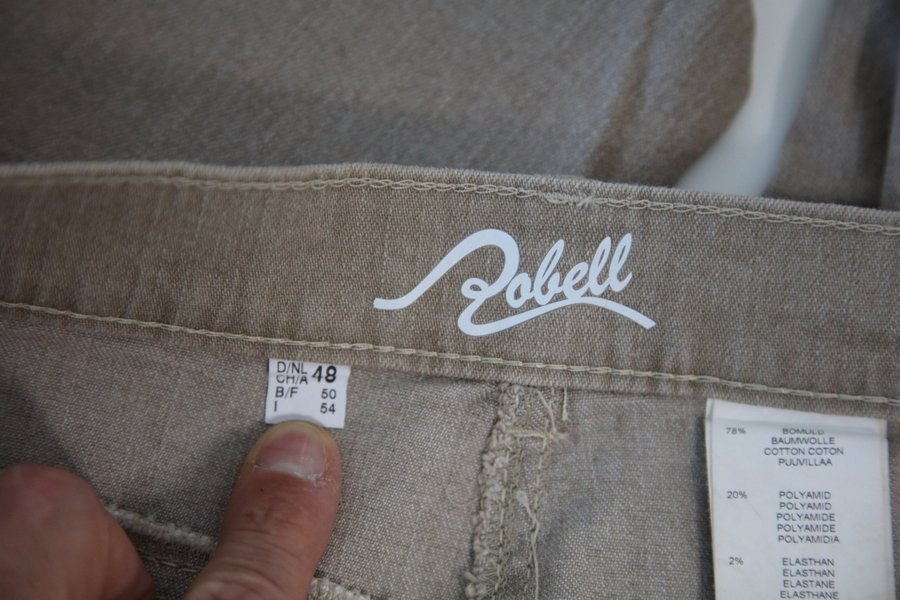 Robell
D/NL 48
CH/A
B/F 50
I 54
78% BOMULD
BAUMWOLLE
COTTON COTON
PUUVILLAA
20% POLYAMID
POLYAMID
POLYAMIDE
POLYAMIDE
POLYAMIDIA
2% ELASTHAN
ELASTHAN
ELASTANE
ELASTHANE